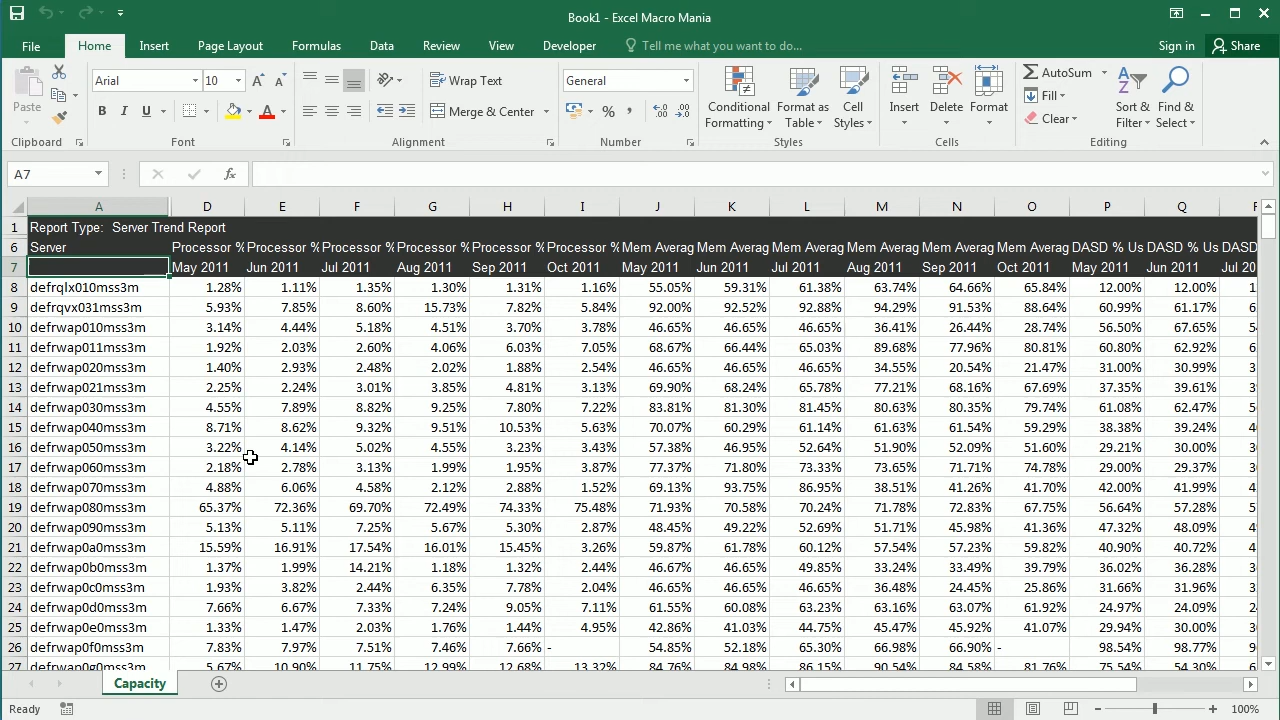 Book1 - Excel Macro Mania
File Home Insert Page Layout Formulas Data Review View Developer Tell me what you want to do... Sign in Share
Paste Arial 10 Wrap Text General Conditional Formatting Format as Table Cell Styles Insert Delete Format AutoSum Sort & Filter Find & Select
B I U A Merge & Center % , Fill
Clear
Clipboard Font Alignment Number Styles Cells Editing
A7 fx
A D E F G H I J K L M N O P Q
1 Report Type: Server Trend Report
6 Server Processor % Processor % Processor % Processor % Processor % Processor % Mem Averag Mem Averag Mem Averag Mem Averag Mem Averag Mem Averag DASD % Us DASD % Us DASD
7 May 2011 Jun 2011 Jul 2011 Aug 2011 Sep 2011 Oct 2011 May 2011 Jun 2011 Jul 2011 Aug 2011 Sep 2011 Oct 2011 May 2011 Jun 2011 Jul 20
8 defrqlx010mss3m 1.28% 1.11% 1.35% 1.30% 1.31% 1.16% 55.05% 59.31% 61.38% 63.74% 64.66% 65.84% 12.00% 12.00% 1
9 defrqvx031mss3m 5.93% 7.85% 8.60% 15.73% 7.82% 5.84% 92.00% 92.52% 92.88% 94.29% 91.53% 88.64% 60.99% 61.17% 6
10 defrwap010mss3m 3.14% 4.44% 5.18% 4.51% 3.70% 3.78% 46.65% 46.65% 46.65% 36.41% 26.44% 28.74% 56.50% 67.65% 5
11 defrwap011mss3m 1.92% 2.03% 2.60% 4.06% 6.03% 7.05% 68.67% 66.44% 65.03% 89.68% 77.96% 80.81% 60.80% 62.92% 6
12 defrwap020mss3m 1.40% 2.93% 2.48% 2.02% 1.88% 2.54% 46.65% 46.65% 46.65% 34.55% 20.54% 21.47% 31.00% 30.99% 3
13 defrwap021mss3m 2.25% 2.24% 3.01% 3.85% 4.81% 3.13% 69.90% 68.24% 65.78% 77.21% 68.16% 67.69% 37.35% 39.61% 3
14 defrwap030mss3m 4.55% 7.89% 8.82% 9.25% 7.80% 7.22% 83.81% 81.30% 81.45% 80.63% 80.35% 79.74% 61.08% 62.47%
15 defrwap040mss3m 8.71% 8.62% 9.32% 9.51% 10.53% 5.63% 70.07% 60.29% 61.14% 61.63% 61.54% 59.29% 38.38% 39.24% 4
16 defrwap050mss3m 3.22% 4.14% 5.02% 4.55% 3.23% 3.43% 57.38% 46.95% 52.64% 51.90% 52.09% 51.60% 29.21% 30.00% 3
17 defrwap060mss3m 2.18% 2.78% 3.13% 1.99% 1.95% 3.87% 77.37% 71.80% 73.33% 73.65% 71.71% 74.78% 29.00% 29.37% 3
18 defrwap070mss3m 4.88% 6.06% 4.58% 2.12% 2.88% 1.52% 69.13% 93.75% 86.95% 38.51% 41.26% 41.70% 42.00% 41.99% 4
19 defrwap080mss3m 65.37% 72.36% 69.70% 72.49% 74.33% 75.48% 71.93% 70.58% 70.24% 71.78% 72.83% 67.75% 56.64% 57.28%
20 defrwap090mss3m 5.13% 5.11% 7.25% 5.67% 5.30% 2.87% 48.45% 49.22% 52.69% 51.71% 45.98% 41.36% 47.32% 48.09% 4
21 defrwap0a0mss3m 15.59% 16.91% 17.54% 16.01% 15.45% 3.26% 59.87% 61.78% 60.12% 57.54% 57.23% 59.82% 40.90% 40.72% 4
22 defrwap0b0mss3m 1.37% 1.99% 14.21% 1.18% 1.32% 2.44% 46.67% 46.65% 49.85% 33.24% 33.49% 39.79% 36.02% 36.28% 3
23 defrwap0c0mss3m 1.93% 3.82% 2.44% 6.35% 7.78% 2.04% 46.65% 46.65% 46.65% 36.48% 24.45% 25.86% 31.66% 31.96% 3
24 defrwap0d0mss3m 7.66% 6.67% 7.33% 7.24% 9.05% 7.11% 61.55% 60.08% 63.23% 63.16% 63.07% 61.92% 24.97% 24.09% 2
25 defrwap0e0mss3m 1.33% 1.47% 2.03% 1.76% 1.44% 4.95% 42.86% 41.03% 44.75% 45.47% 45.92% 41.07% 29.94% 30.00% 3
26 defrwap0f0mss3m 7.83% 7.97% 7.51% 7.46% 7.66% - 54.85% 52.18% 65.30% 66.98% 66.90% - 98.54% 98.77% 9
27 defrwap0g0mss3m 5.67% 10.90% 11.75% 12.99% 12.68% 13.32% 84.76% 84.98% 86.15% 90.54% 84.58% 81.76% 75.54% 54.30%
Capacity
Ready 100%